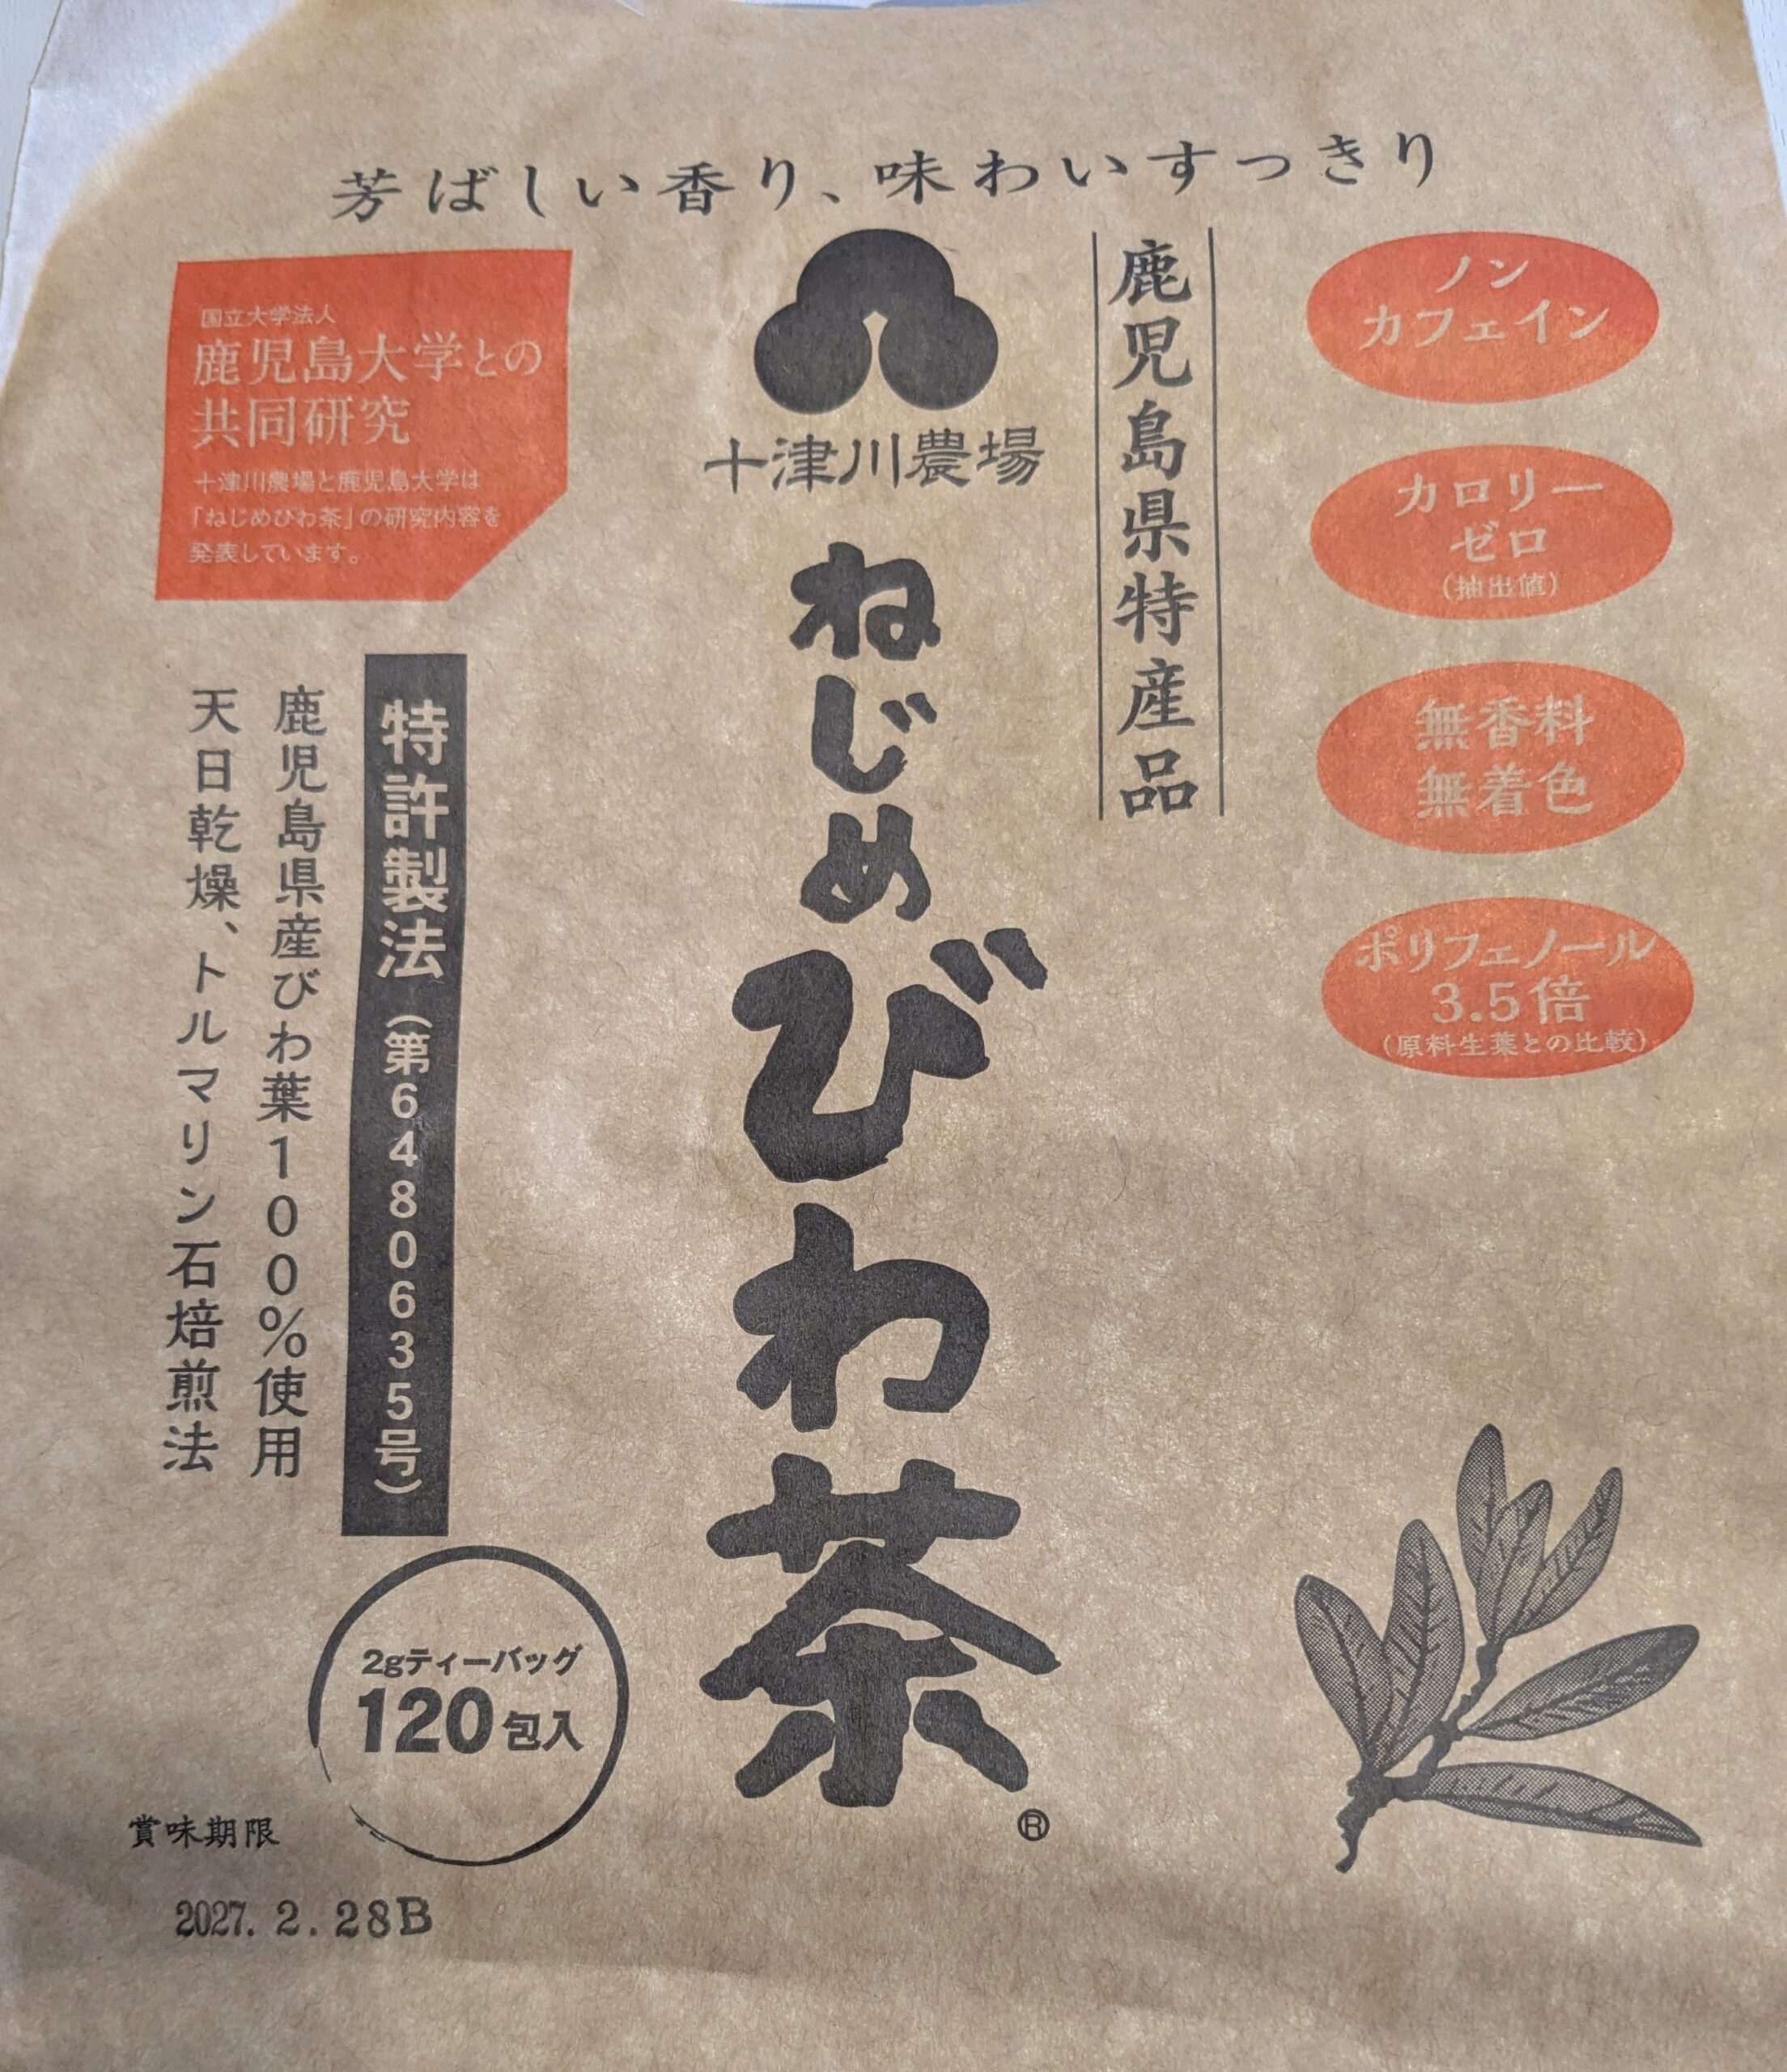 芳ばしい香り、味わいすっきり
国立大学法人
鹿児島大学との
共同研究
十津川農場と鹿児島大学は
「ねじめびわ茶」の研究内容を
発表しています。
十津川農場
鹿児島県特産品
ノン
カフェイン
カロリー
ゼロ
(抽出値)
無香料
無着色
ポリフェノール
3.5倍
(原料生葉との比較)
ねじめびわ茶
®
特許製法(第6480635号)
鹿児島県産びわ葉100%使用
天日乾燥、トルマリン石焙煎法
2gティーバッグ
120包入
賞味期限
2027. 2. 28B